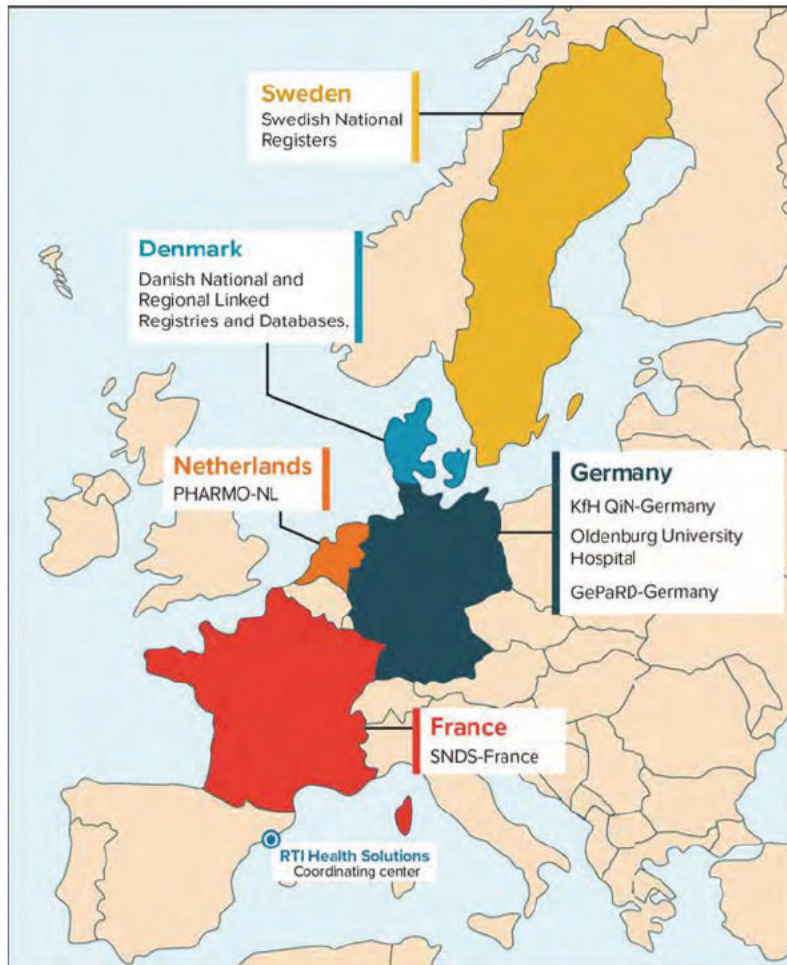 Sweden
Swedish National
Registers
Denmark
Danish National and
Regional Linked
Registries and Databases.
Netherlands
PHARMO-NL
Germany
KfH QiN-Germany
Oldenburg University
Hospital
GePaRD-Germany
France
SNDS-France
RTI Health Solutions
Coordinating center